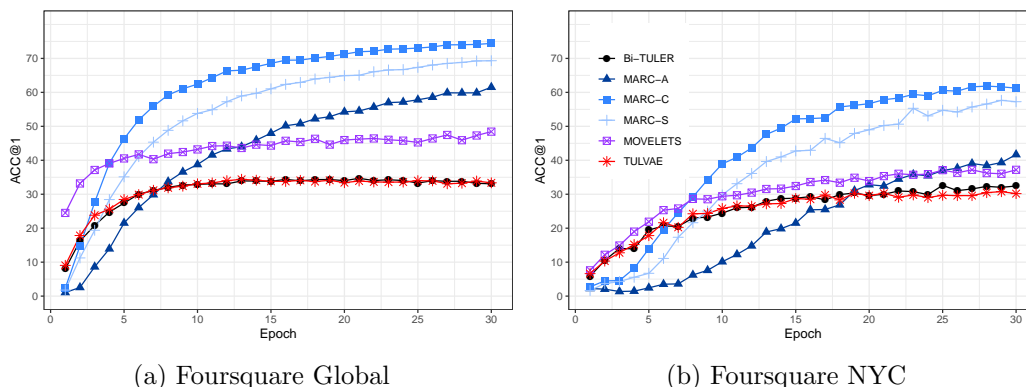 70
60
50
40
30
20
10
0
ACC@1
0 5 10 15 20 25 30
Epoch
(a) Foursquare Global
70
60
50
40
30
20
10
0
ACC@1
Bi−TULER
MARC−A
MARC−C
MARC−S
MOVELETS
TULVAE
0 5 10 15 20 25 30
Epoch
(b) Foursquare NYC